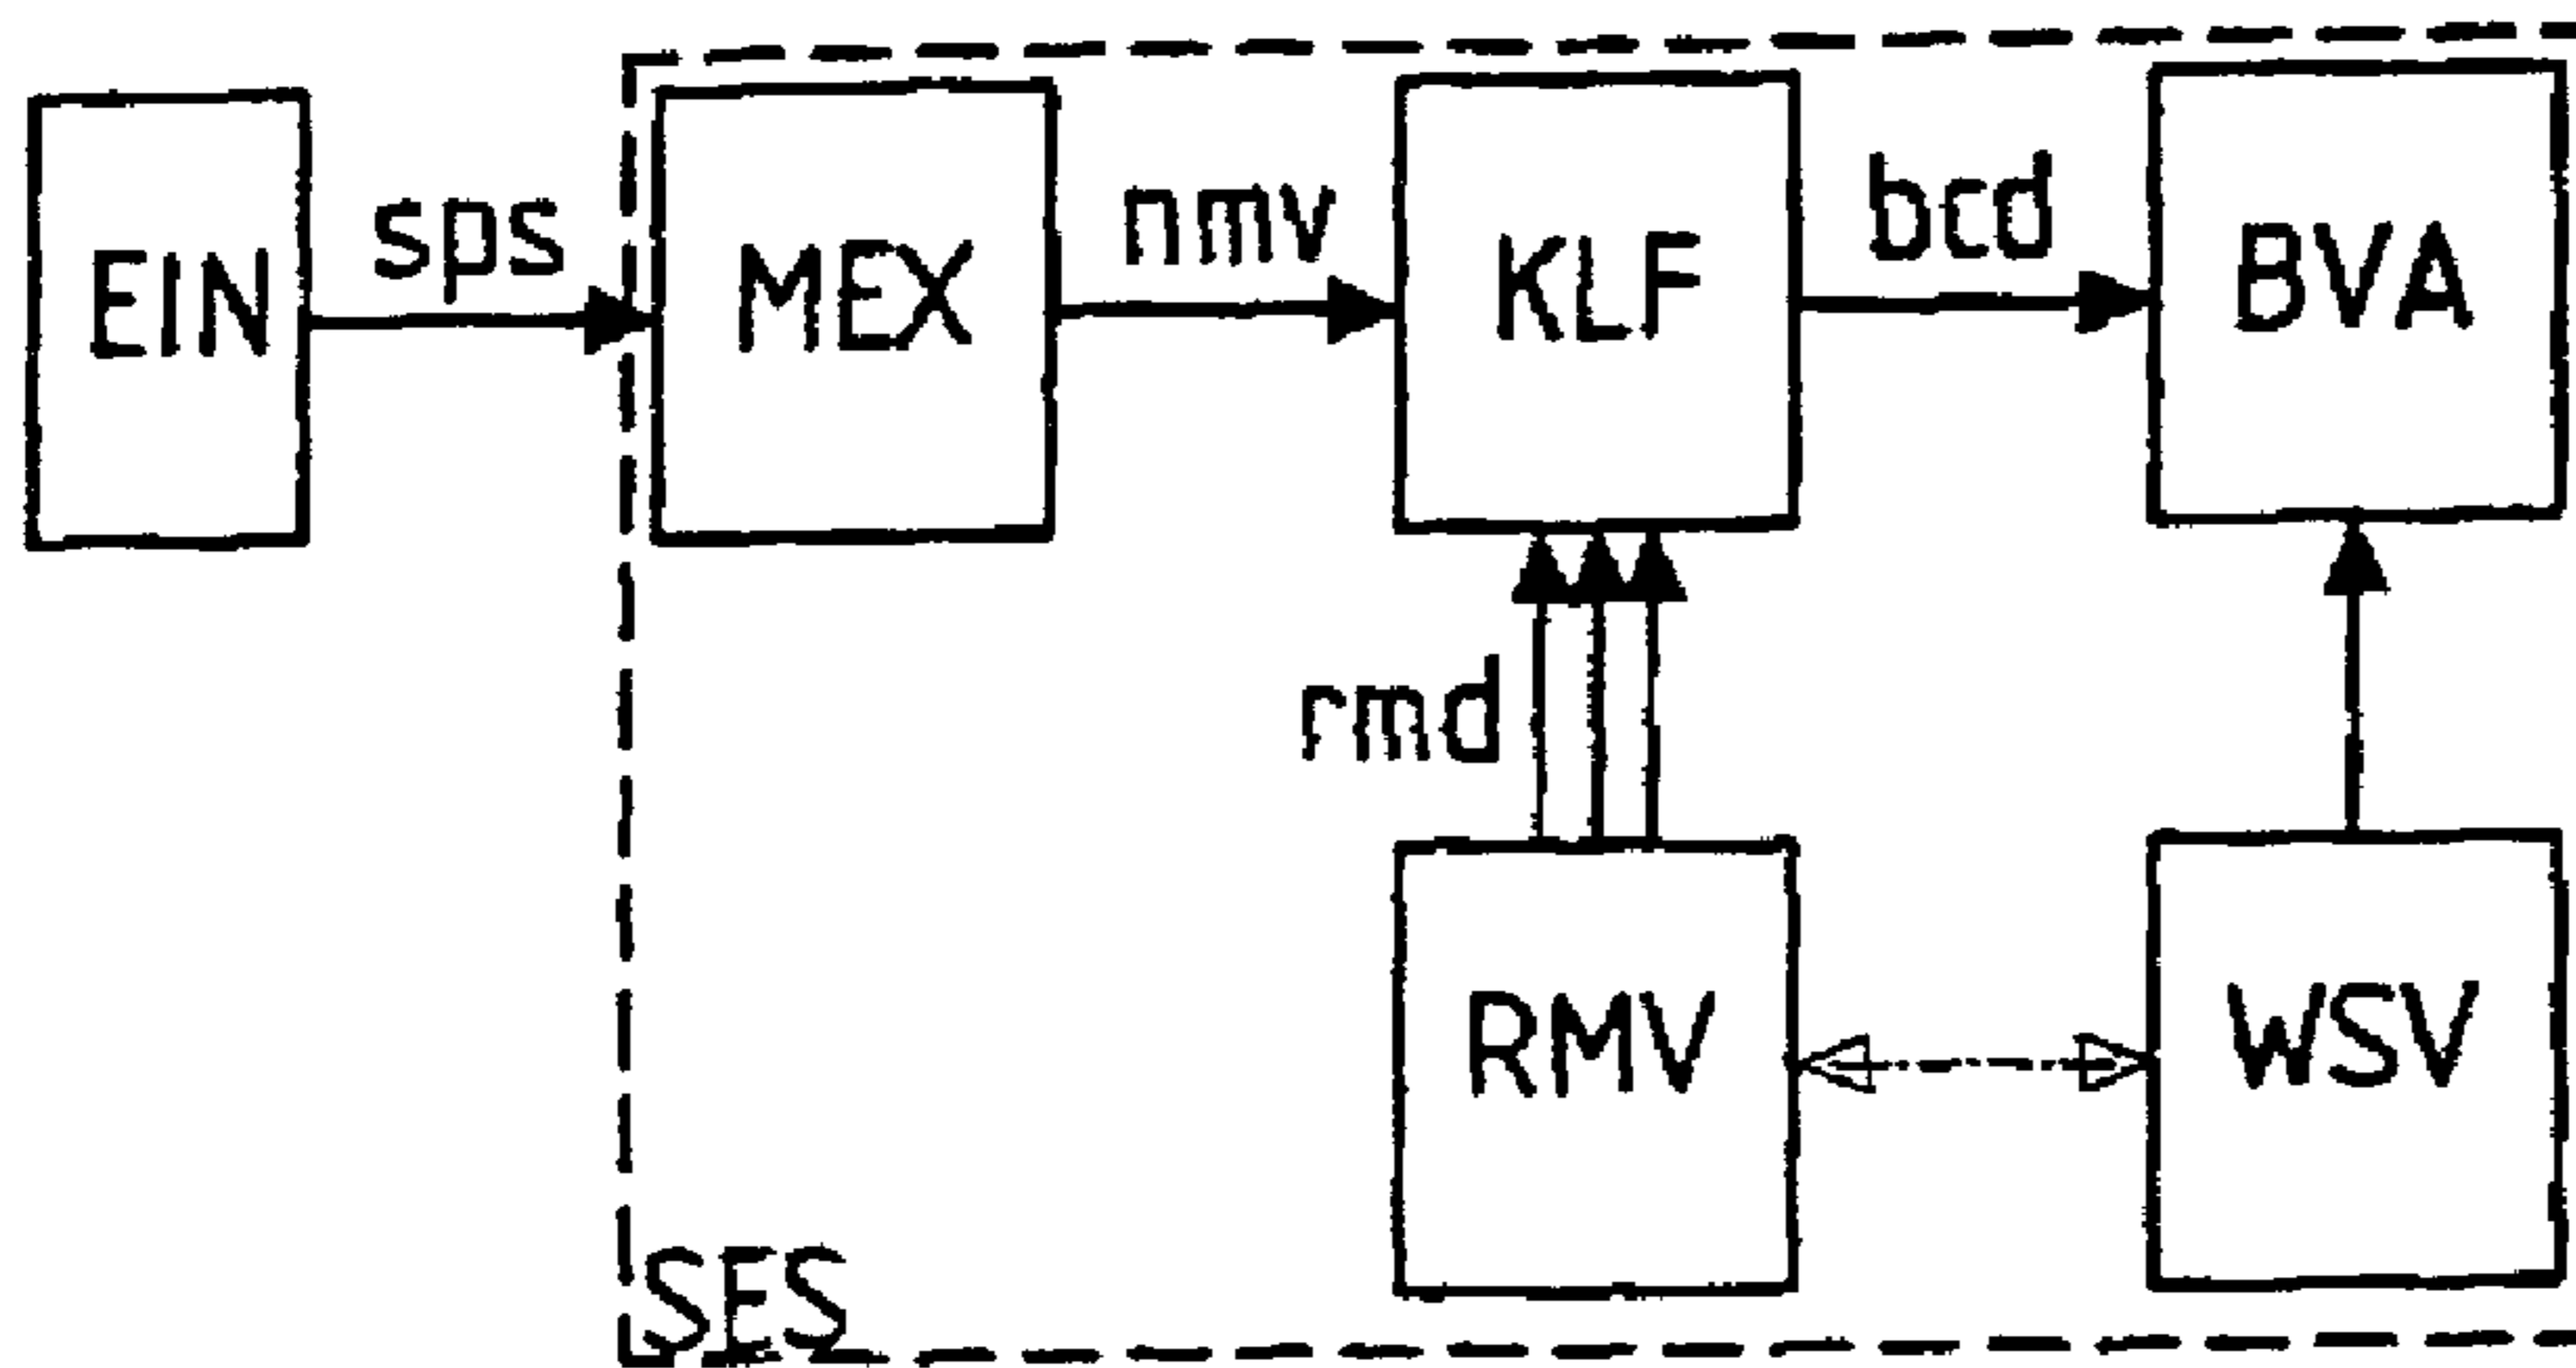 EIN
sps
MEX
nmv
KLF
bcd
BVA
rmd
RMV
WSV
SES